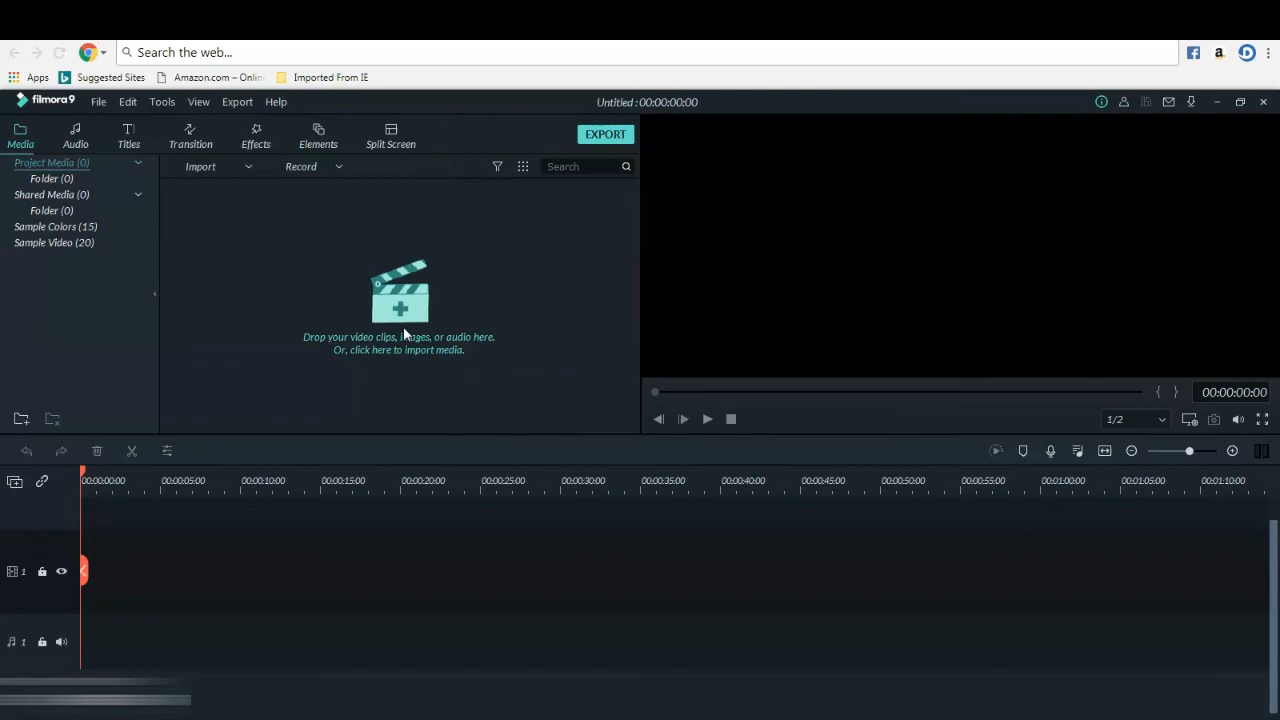 Search the web...
Apps Suggested Sites Amazon.com – Onlin Imported From IE
filmora9 File Edit Tools View Export Help Untitled : 00:00:00:00
Media Audio Titles Transition Effects Elements Split Screen EXPORT
Project Media (0) Import Record Search
Folder (0)
Shared Media (0)
Folder (0)
Sample Colors (15)
Sample Video (20)
Drop your video clips, images, or audio here.
Or, click here to import media.
00:00:00:00
1/2
00:00:00:00 00:00:05:00 00:00:10:00 00:00:15:00 00:00:20:00 00:00:25:00 00:00:30:00 00:00:35:00 00:00:40:00 00:00:45:00 00:00:50:00 00:00:55:00 00:01:00:00 00:01:05:00 00:01:10:00
1
1